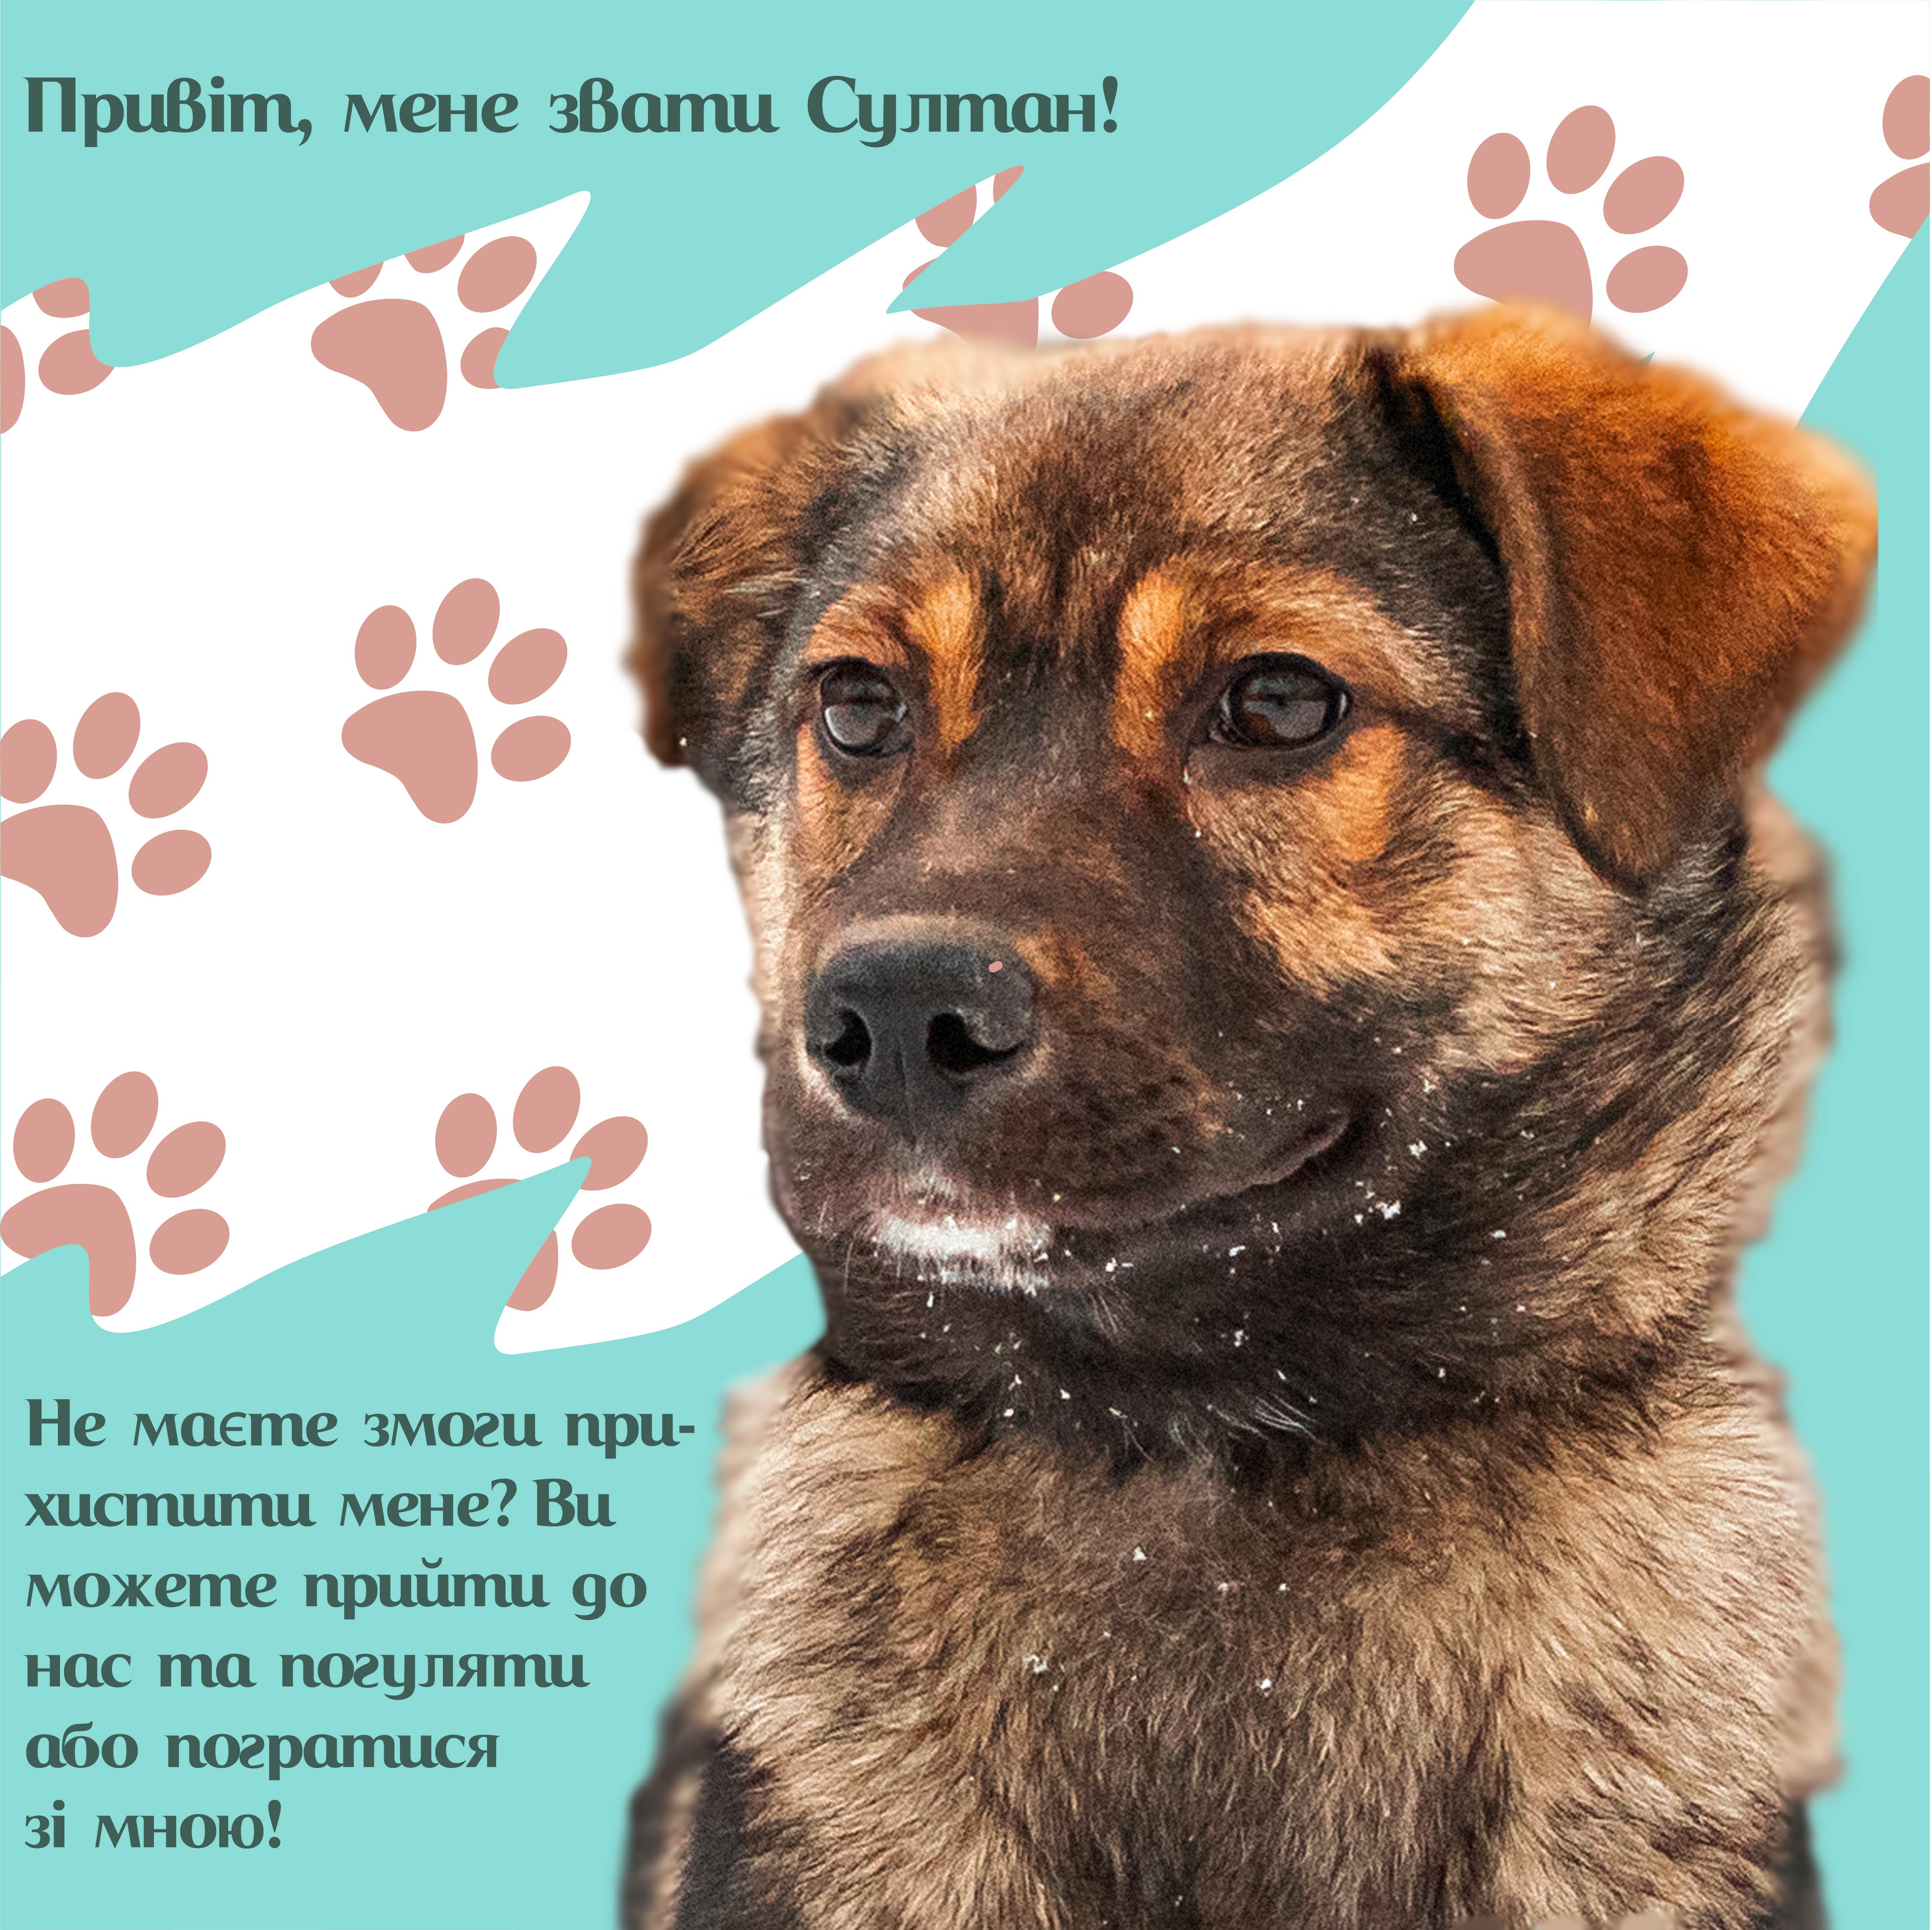 Привіт, мене звати Султан!
Не маєте змоги при-
хистити мене? Ви
можете прийти до
нас та погуляти
або погратися
зі мною!